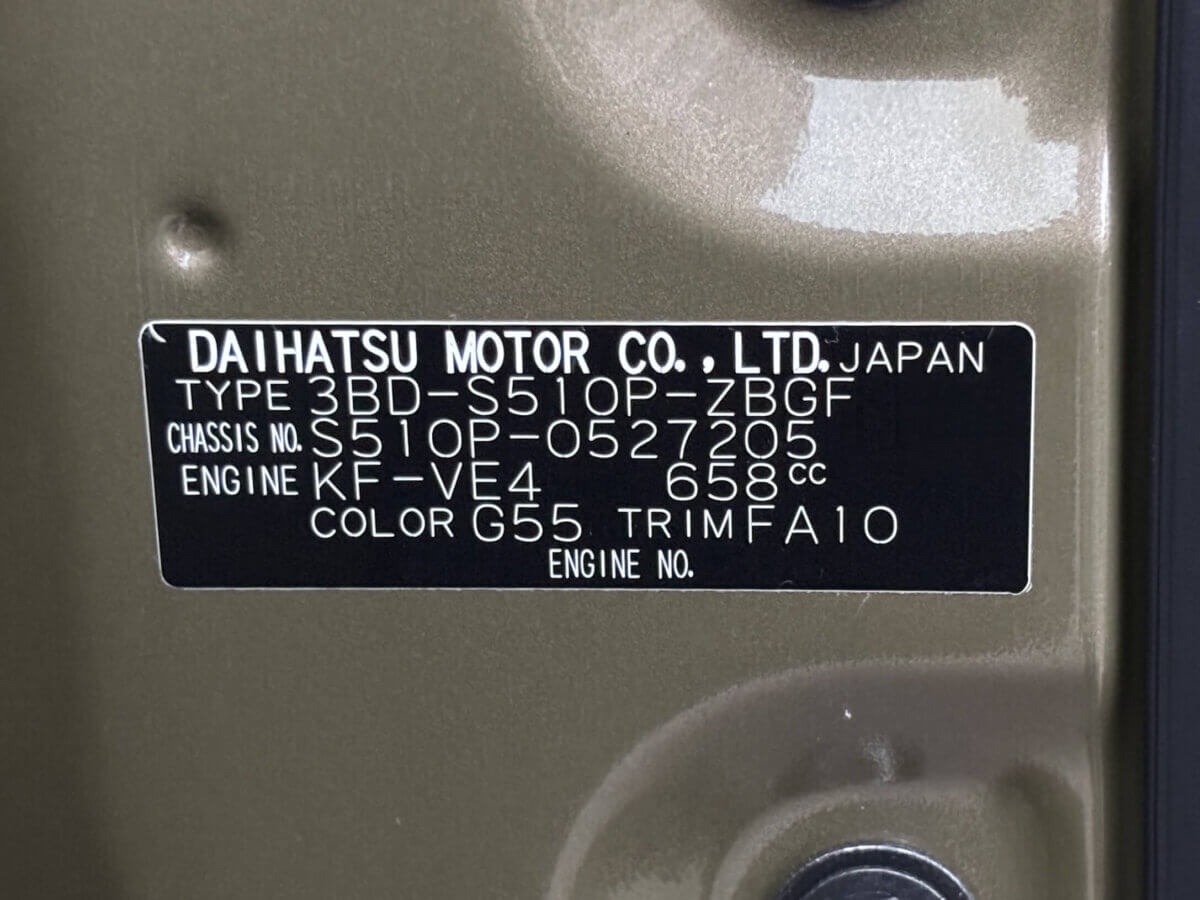 DAIHATSU MOTOR CO., LTD. JAPAN
TYPE 3BD-S510P-ZBGF
CHASSIS NO. S510P-0527205
ENGINE KF-VE4 658cc
COLOR G55 TRIM FA10
ENGINE NO.